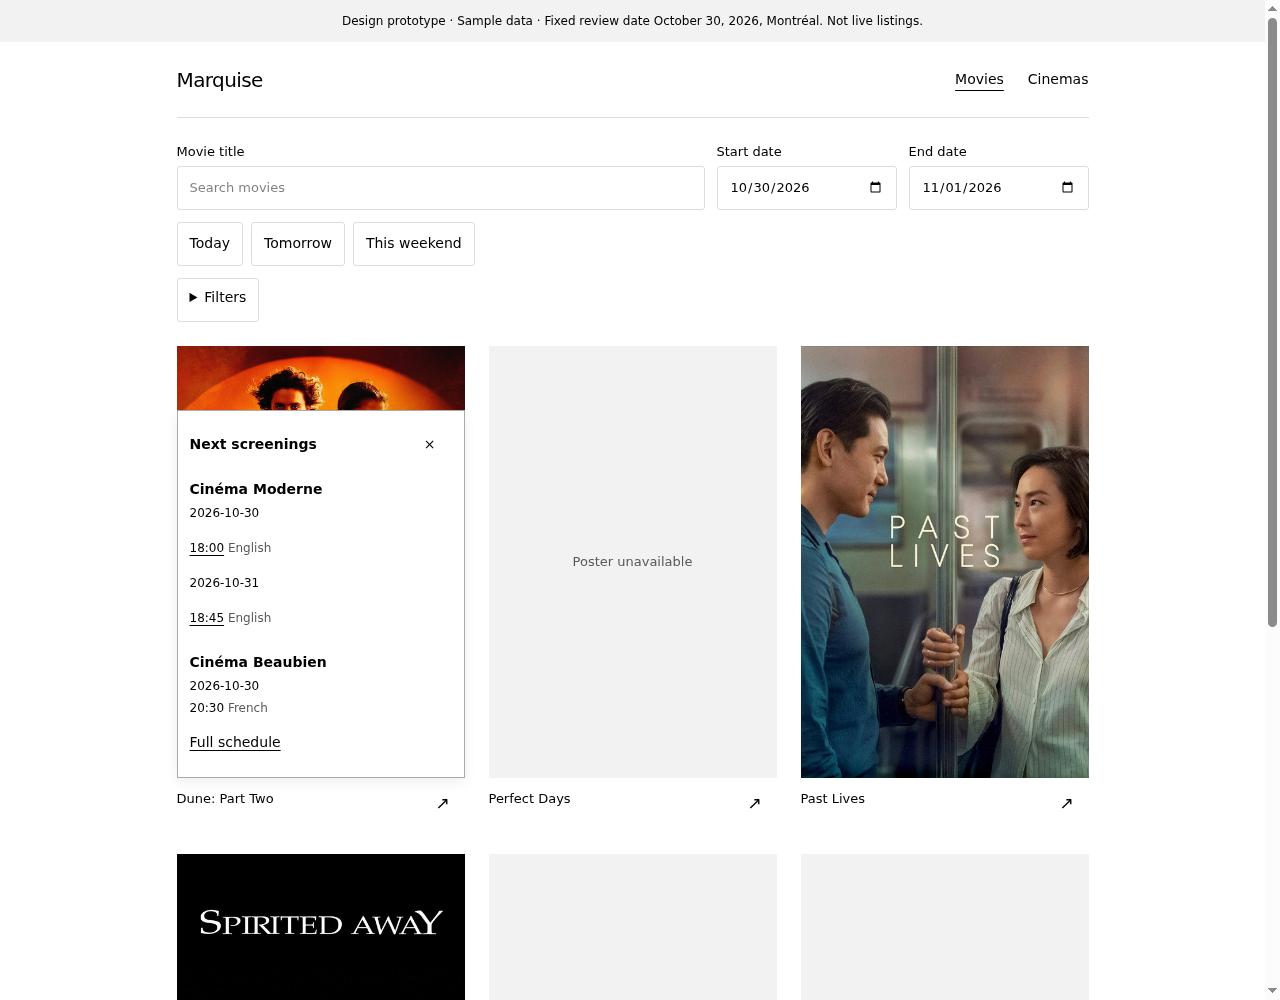 Design prototype · Sample data · Fixed review date October 30, 2026, Montréal. Not live listings.
Marquise
Movies
Cinemas
Movie title
Start date
End date
Search movies
10/30/2026
11/01/2026
Today
Tomorrow
This weekend
Filters
Next screenings
×
Cinéma Moderne
2026-10-30
18:00 English
2026-10-31
18:45 English
Cinéma Beaubien
2026-10-30
20:30 French
Full schedule
Poster unavailable
PAST
LIVES
Dune: Part Two
Perfect Days
Past Lives
SPIRITED AWAY